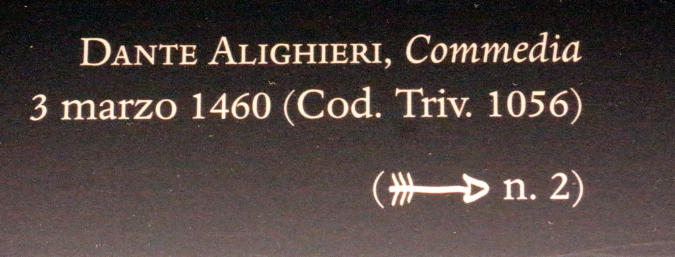 Dante Alighieri, Commedia
3 marzo 1460 (Cod. Triv. 1056)
(➳ n. 2)